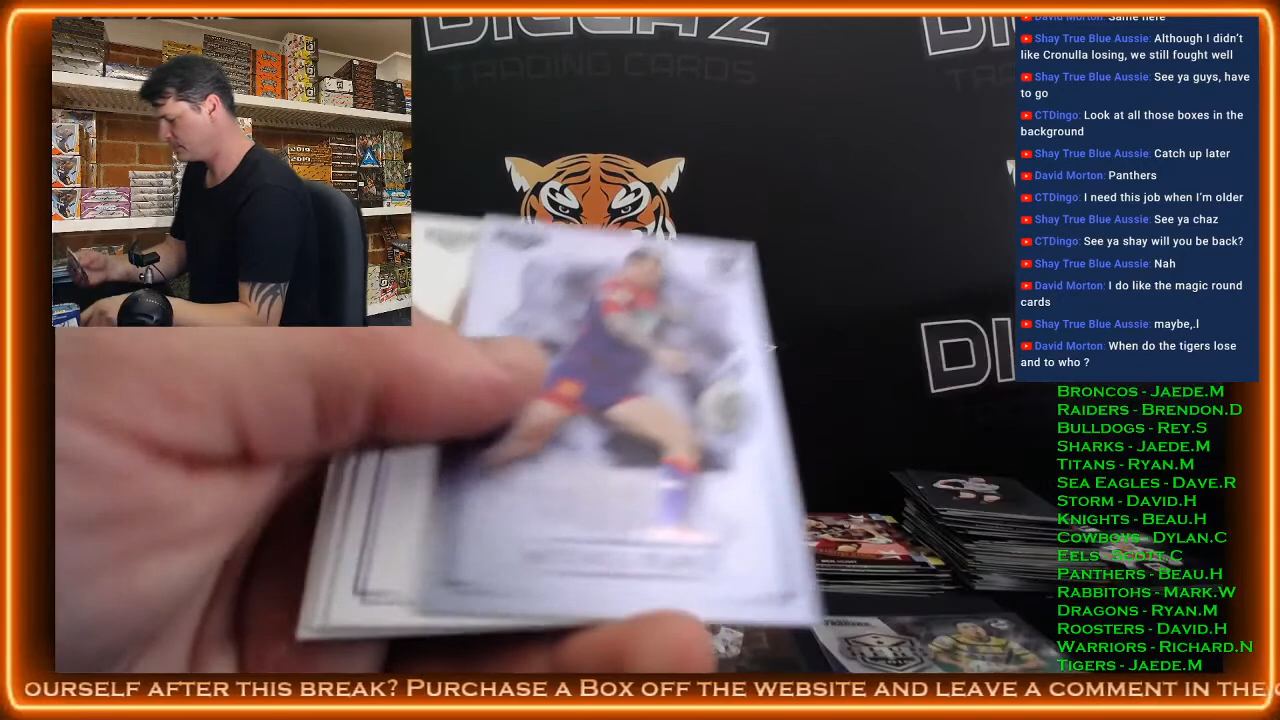 DIGGAZ
TRADING CARDS
David Morton: Same here
Shay True Blue Aussie: Although I didn't
like Cronulla losing, we still fought well
Shay True Blue Aussie: See ya guys, have
to go
CTDingo: Look at all those boxes in the
background
Shay True Blue Aussie: Catch up later
David Morton: Panthers
CTDingo: I need this job when I'm older
Shay True Blue Aussie: See ya chaz
CTDingo: See ya shay will you be back?
Shay True Blue Aussie: Nah
David Morton: I do like the magic round
cards
Shay True Blue Aussie: maybe,.I
David Morton: When do the tigers lose
and to who ?
Broncos - Jaede.M
Raiders - Brendon.D
Bulldogs - Rey.S
Sharks - Jaede.M
Titans - Ryan.M
Sea Eagles - Dave.R
Storm - David.H
Knights - Beau.H
Cowboys - Dylan.C
Eels - Scott.C
Panthers - Beau.H
Rabbitohs - Mark.W
Dragons - Ryan.M
Roosters - David.H
Warriors - Richard.N
Tigers - Jaede.M
ourself after this break? Purchase a Box off the website and leave a comment in the